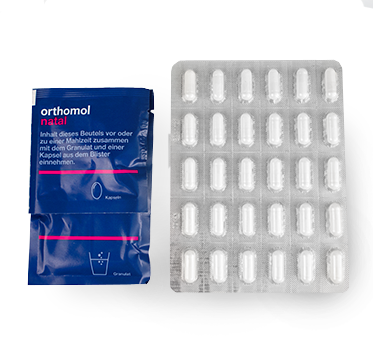 orthomol
natal
Inhalt dieses Beutels vor oder
zu einer Mahlzeit zusammen
mit dem Granulat und einer
Kapsel aus dem Blister
einnehmen.
Kapseln
Granulat